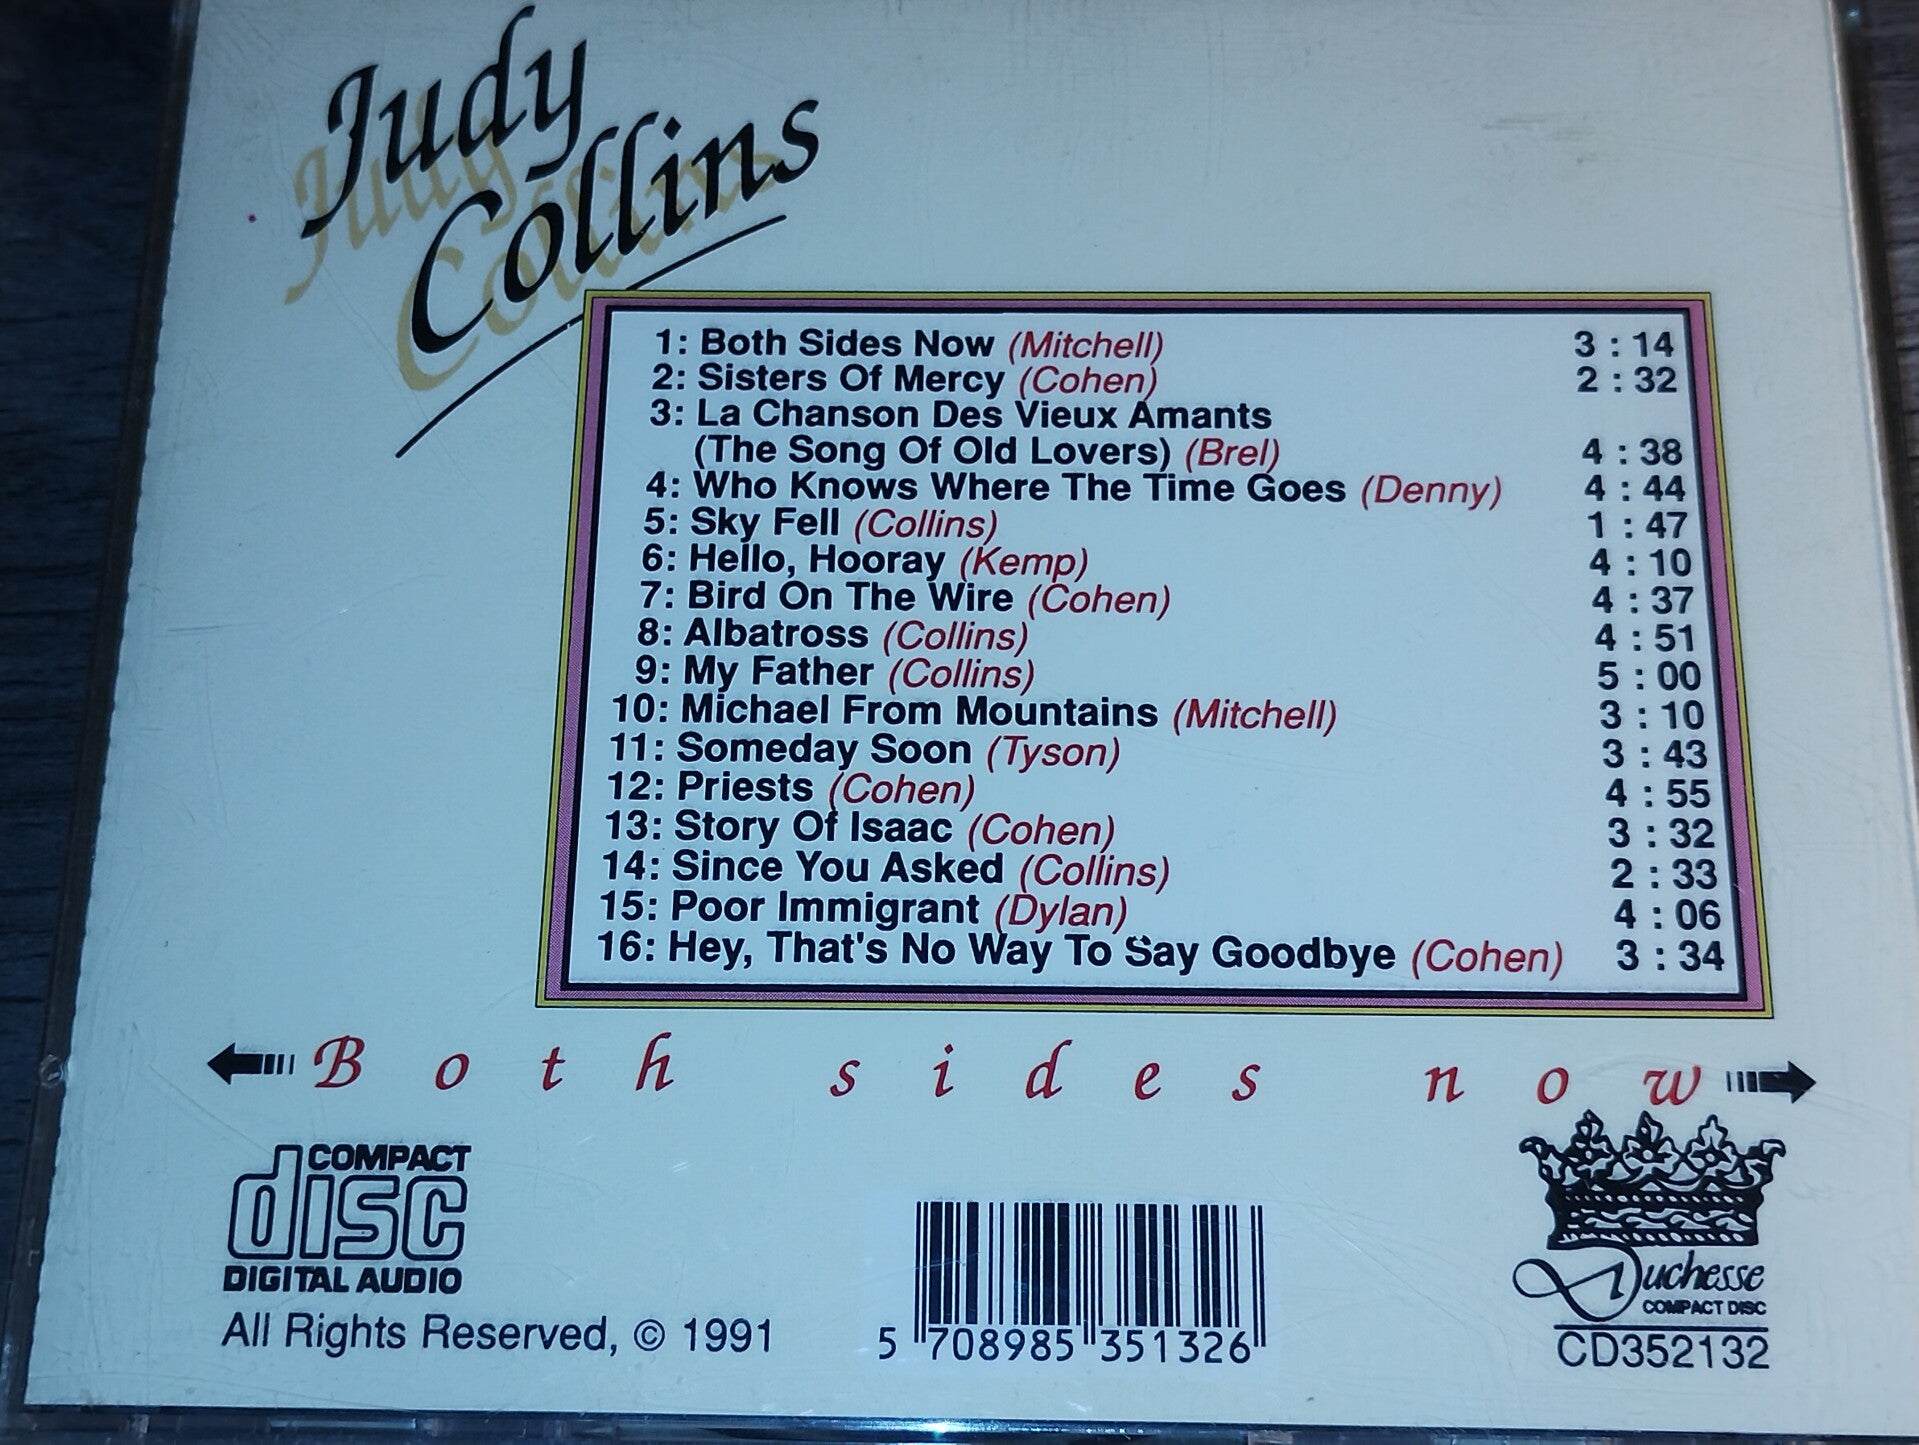 Judy
Collins
1: Both Sides Now (Mitchell) 3 : 14
2: Sisters Of Mercy (Cohen) 2 : 32
3: La Chanson Des Vieux Amants
(The Song Of Old Lovers) (Brel) 4 : 38
4: Who Knows Where The Time Goes (Denny) 4 : 44
5: Sky Fell (Collins) 1 : 47
6: Hello, Hooray (Kemp) 4 : 10
7: Bird On The Wire (Cohen) 4 : 37
8: Albatross (Collins) 4 : 51
9: My Father (Collins) 5 : 00
10: Michael From Mountains (Mitchell) 3 : 10
11: Someday Soon (Tyson) 3 : 43
12: Priests (Cohen) 4 : 55
13: Story Of Isaac (Cohen) 3 : 32
14: Since You Asked (Collins) 2 : 33
15: Poor Immigrant (Dylan) 4 : 06
16: Hey, That's No Way To Say Goodbye (Cohen) 3 : 34
Both sides now
COMPACT
disc
DIGITAL AUDIO
All Rights Reserved, © 1991
5 708985 351326
Duchesse
COMPACT DISC
CD352132